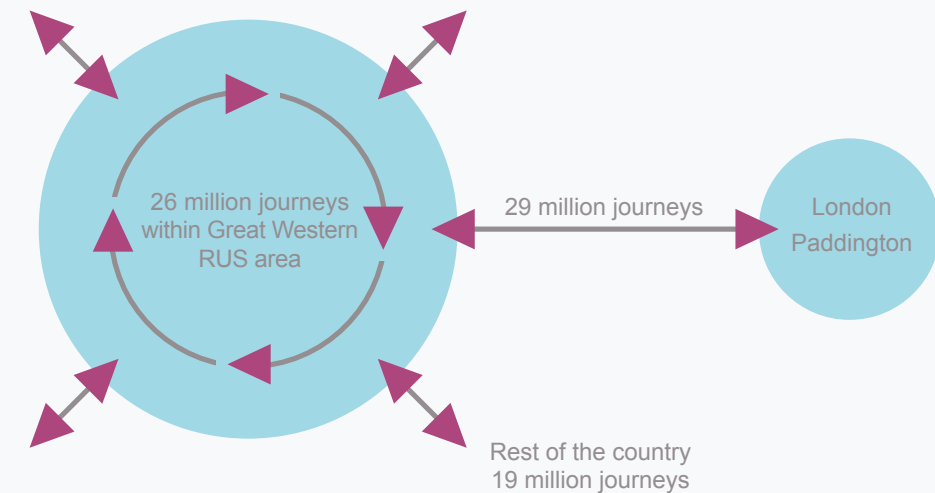 26 million journeys
within Great Western
RUS area
29 million journeys
London
Paddington
Rest of the country
19 million journeys